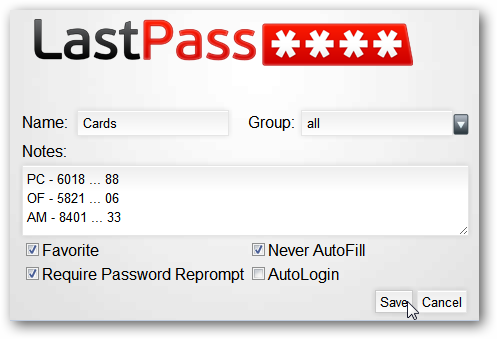 LastPass ****
Name: Cards Group: all
Notes:
PC - 6018 ... 88
OF - 5821 ... 06
AM - 8401 ... 33
Favorite Never AutoFill
Require Password Reprompt AutoLogin
Save Cancel